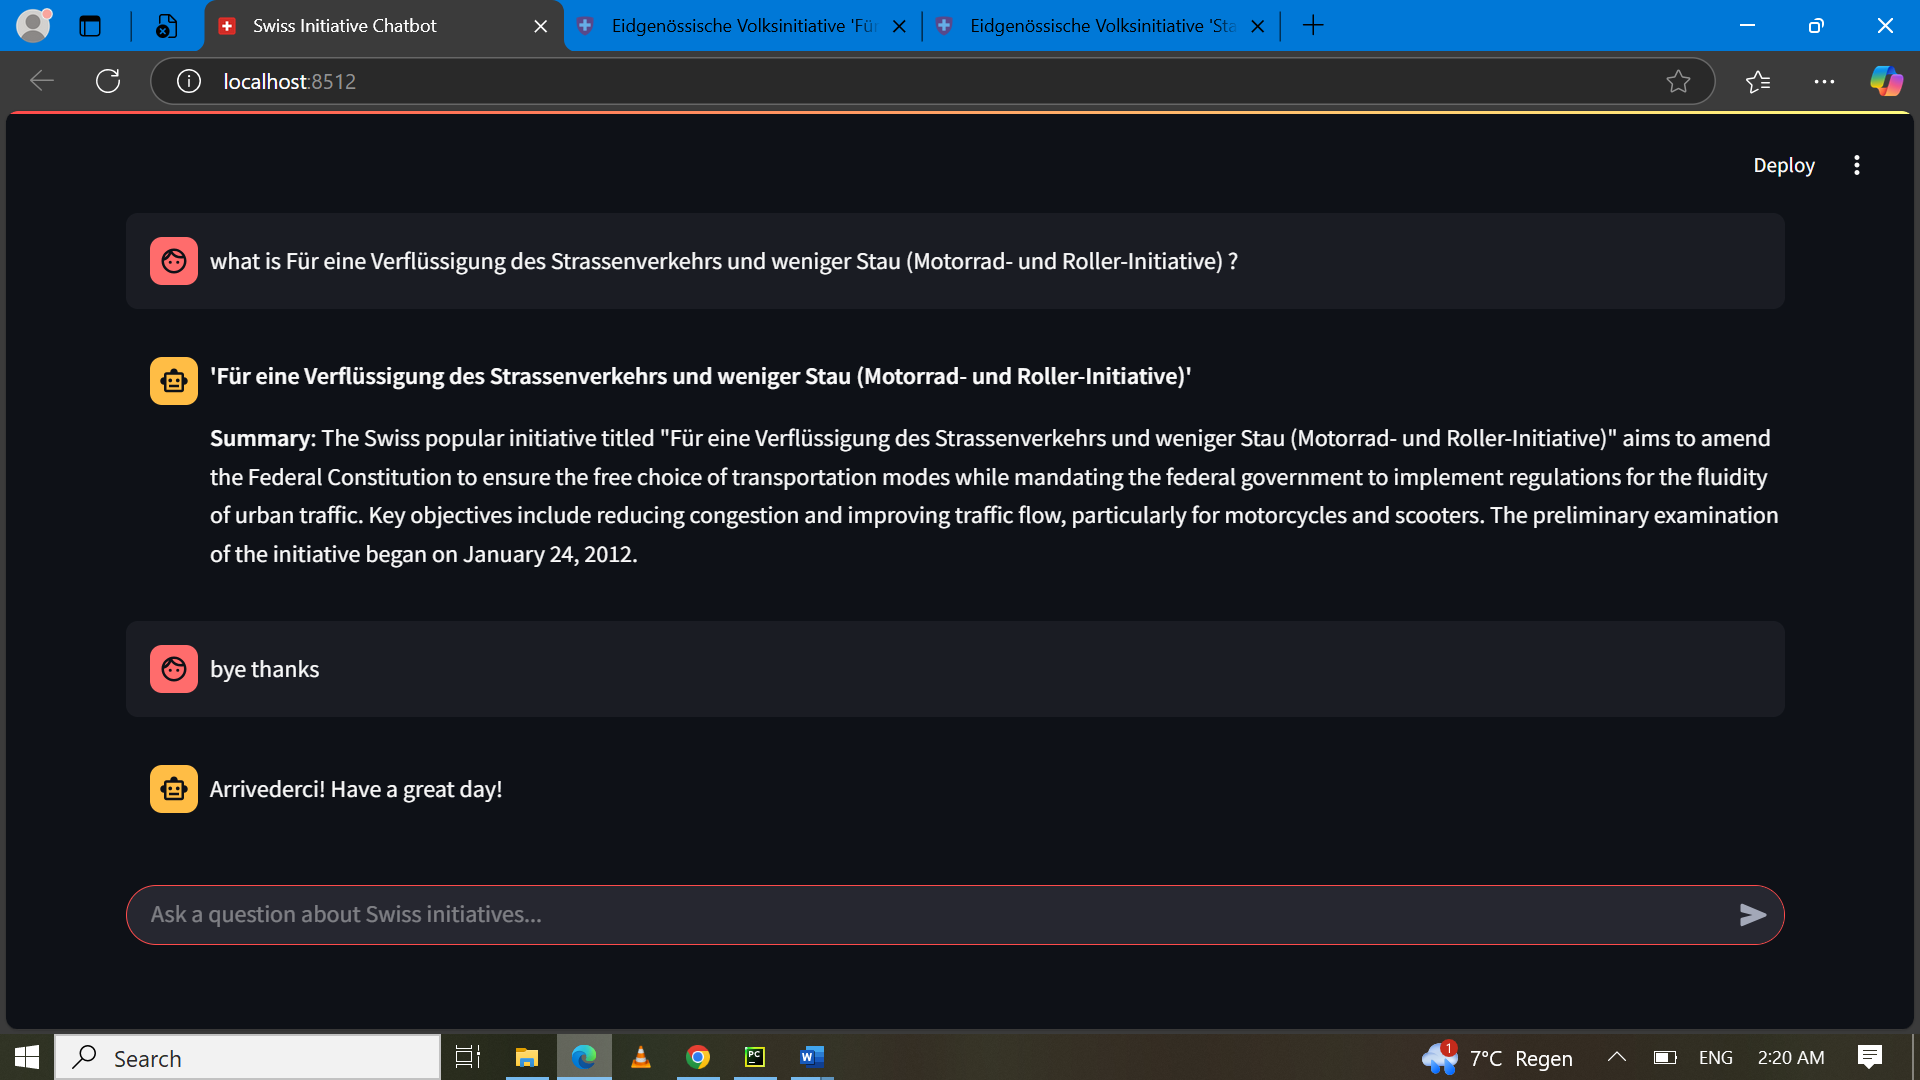 Swiss Initiative Chatbot
Eidgenössische Volksinitiative 'Für
Eidgenössische Volksinitiative 'Sta
localhost:8512
Deploy
what is Für eine Verflüssigung des Strassenverkehrs und weniger Stau (Motorrad- und Roller-Initiative) ?
'Für eine Verflüssigung des Strassenverkehrs und weniger Stau (Motorrad- und Roller-Initiative)'
Summary: The Swiss popular initiative titled "Für eine Verflüssigung des Strassenverkehrs und weniger Stau (Motorrad- und Roller-Initiative)" aims to amend
the Federal Constitution to ensure the free choice of transportation modes while mandating the federal government to implement regulations for the fluidity
of urban traffic. Key objectives include reducing congestion and improving traffic flow, particularly for motorcycles and scooters. The preliminary examination
of the initiative began on January 24, 2012.
bye thanks
Arrivederci! Have a great day!
Ask a question about Swiss initiatives...
Search
PC
W
1
7°C Regen
ENG
2:20 AM